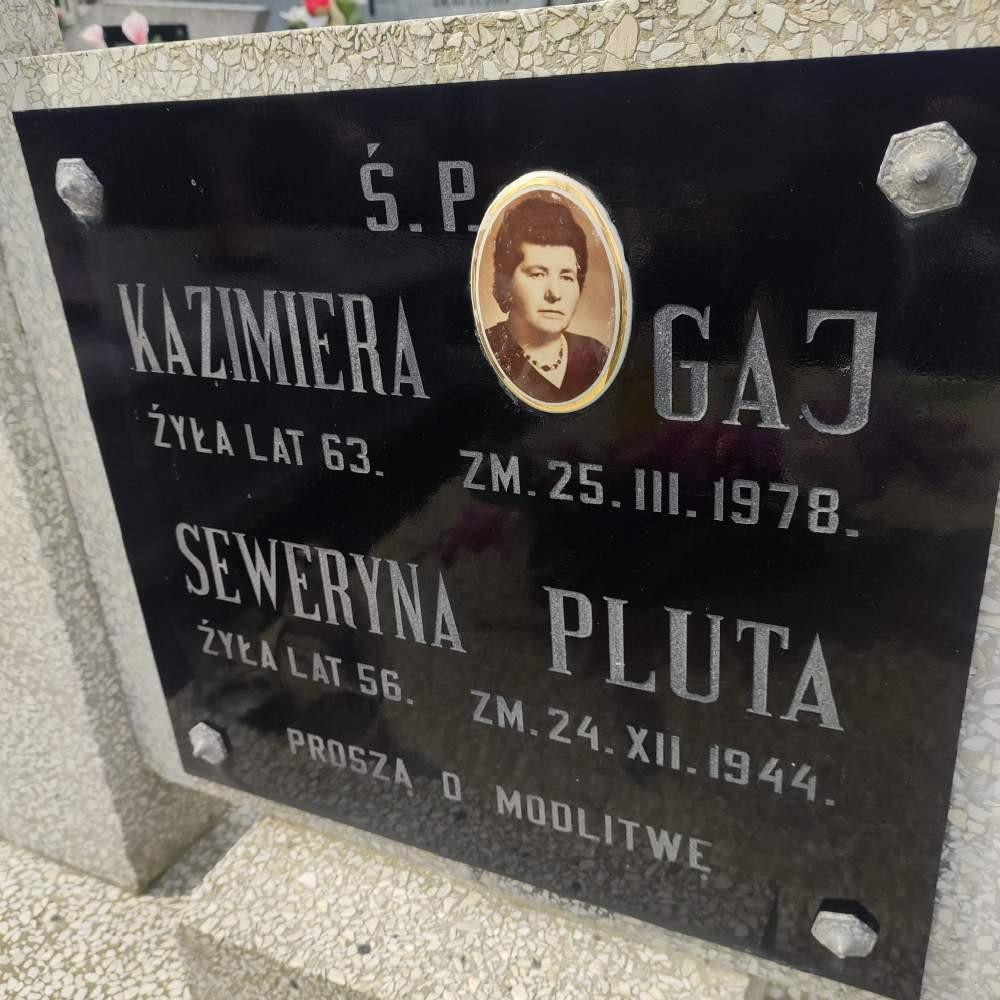 Ś.P.
KAZIMIERA GAJ
ŻYŁA LAT 63. ZM. 25. III. 1978.
SEWERYNA PLUTA
ŻYŁA LAT 56. ZM. 24. XII. 1944.
PROSZĄ O MODLITWĘ